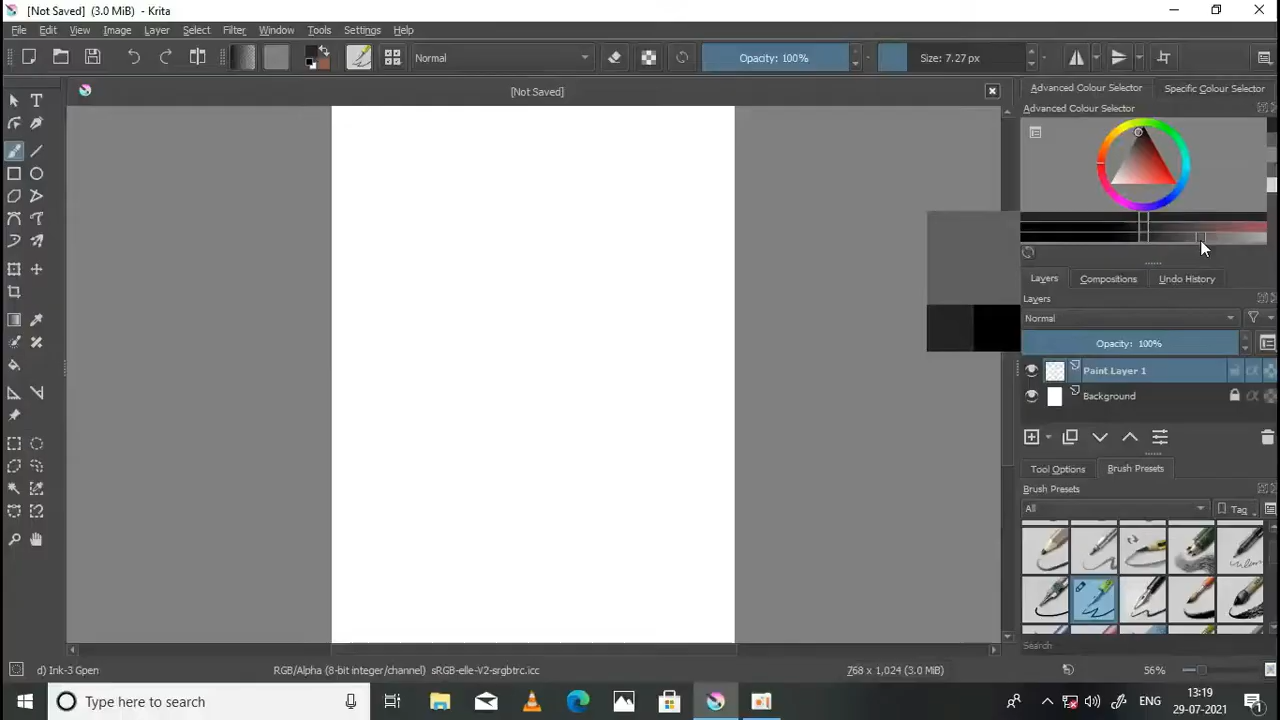 [Not Saved]  (3.0 MiB)  - Krita
File Edit View Image Layer Select Filter Window Tools Settings Help
Normal Opacity: 100% Size: 7.27 px
[Not Saved]
Advanced Colour Selector Specific Colour Selector
Advanced Colour Selector
Layers Compositions Undo History
Layers
Normal
Opacity:  100%
Paint Layer 1
Background
Tool Options Brush Presets
Brush Presets
All Tag
Search
d) Ink-3 Gpen RGB/Alpha (8-bit integer/channel)  sRGB-elle-V2-srgbtrc.icc 768 x 1,024 (3.0 MiB) 56%
Type here to search ENG 13:19
29-07-2021